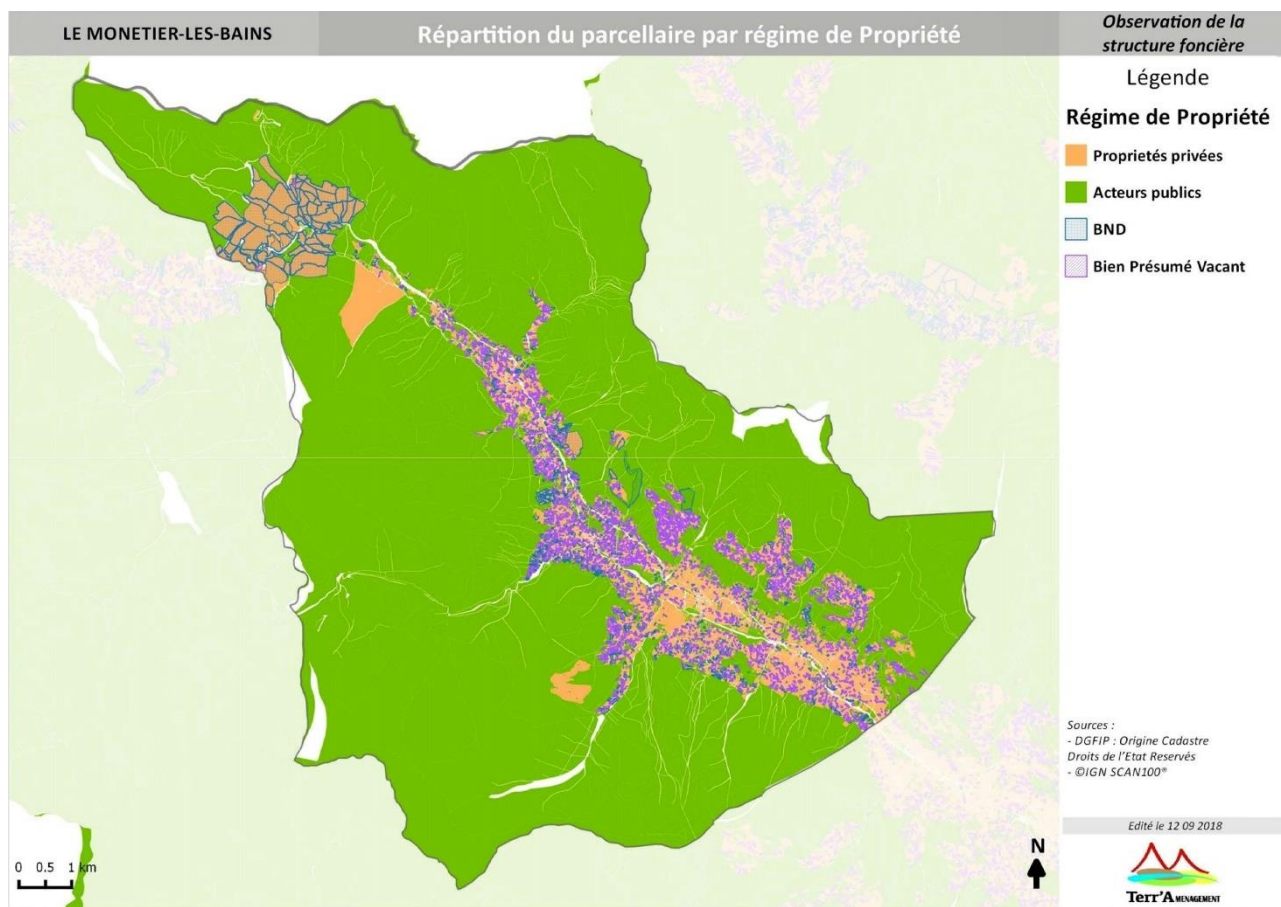 LE MONETIER-LES-BAINS
Répartition du parcellaire par régime de Propriété
Observation de la
structure foncière
Légende
Régime de Propriété
Proprietés privées
Acteurs publics
BND
Bien Présumé Vacant
Sources :
- DGFIP : Origine Cadastre
Droits de l'Etat Reservés
- ©IGN SCAN100®
Edité le 12 09 2018
Terr'AMENAGEMENT
N
0 0.5 1 km